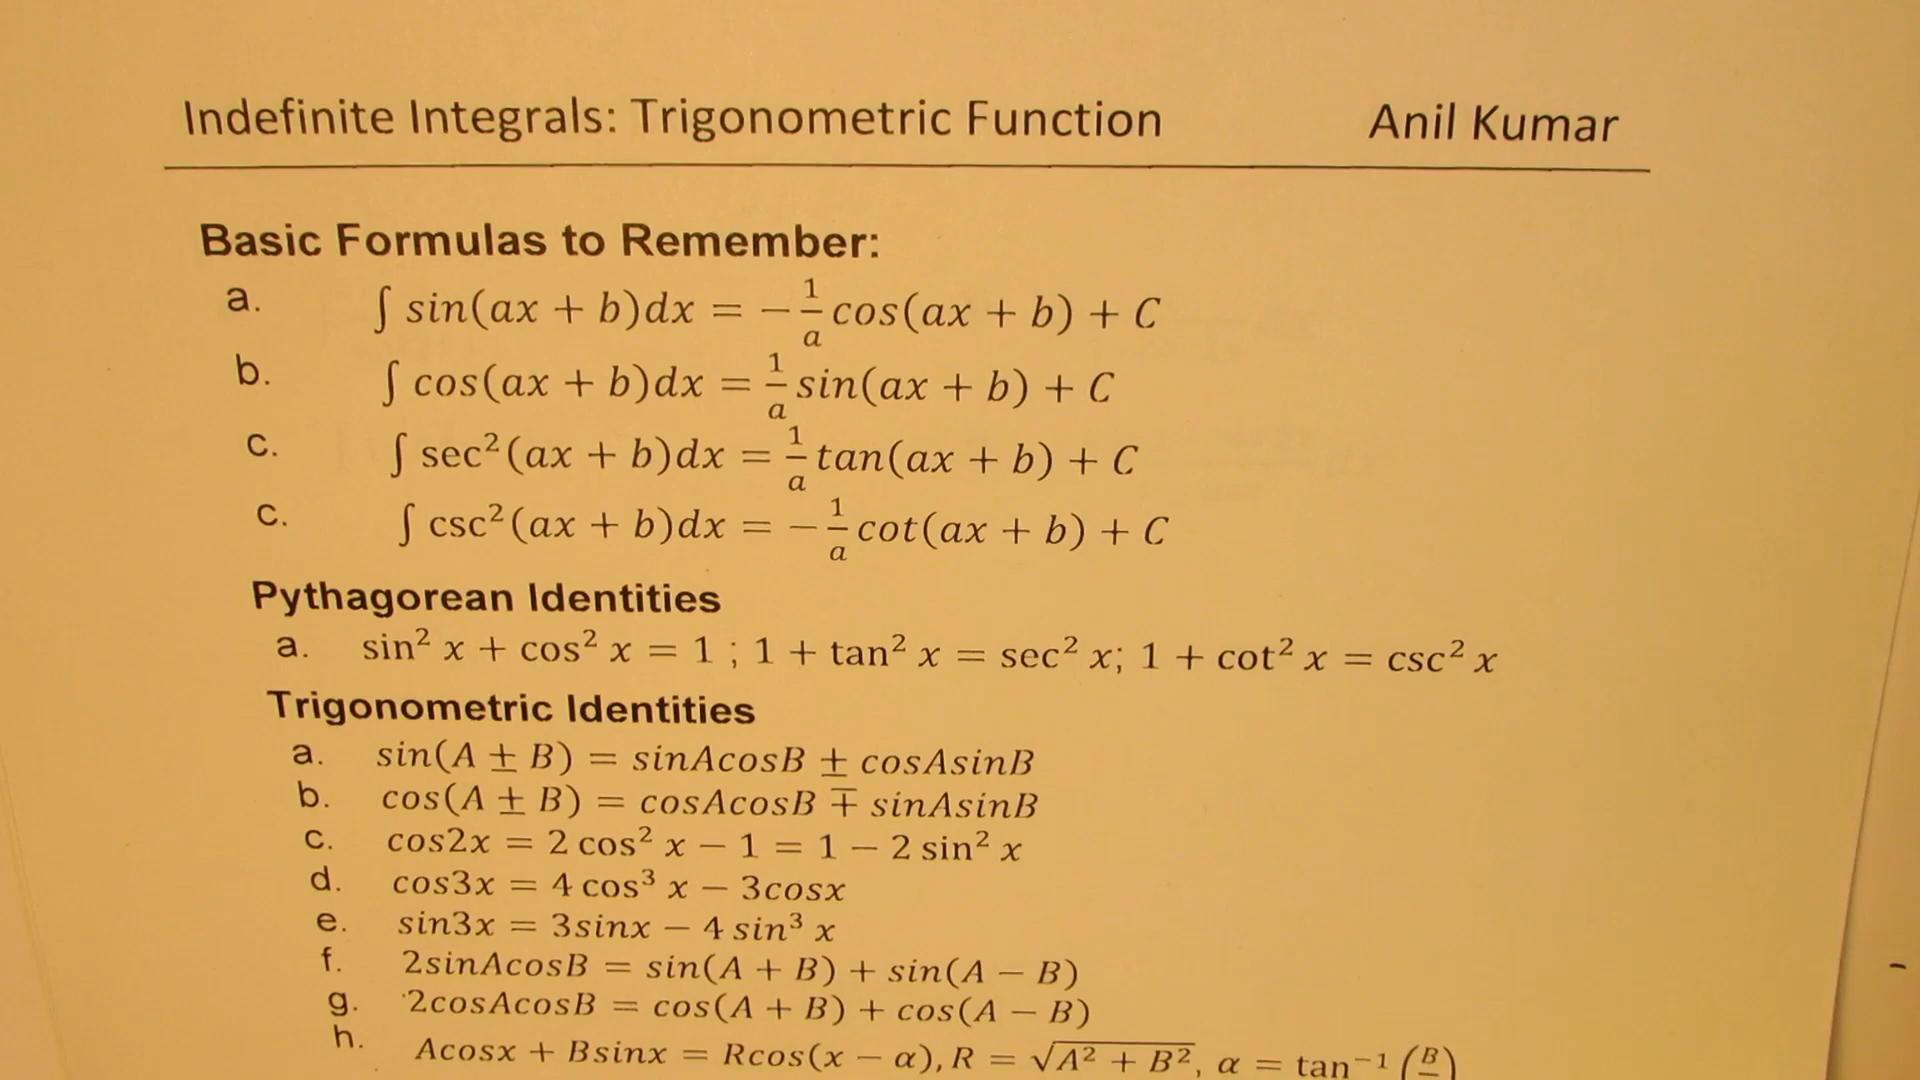 Indefinite Integrals: Trigonometric Function Anil Kumar
Basic Formulas to Remember:
a. ∫ sin(ax + b)dx = −1/a cos(ax + b) + C
b. ∫ cos(ax + b)dx = 1/a sin(ax + b) + C
c. ∫ sec²(ax + b)dx = 1/a tan(ax + b) + C
c. ∫ csc²(ax + b)dx = −1/a cot(ax + b) + C
Pythagorean Identities
a. sin² x + cos² x = 1 ; 1 + tan² x = sec² x; 1 + cot² x = csc² x
Trigonometric Identities
a. sin(A ± B) = sinAcosB ± cosAsinB
b. cos(A ± B) = cosAcosB ∓ sinAsinB
c. cos2x = 2 cos² x − 1 = 1 − 2 sin² x
d. cos3x = 4 cos³ x − 3cosx
e. sin3x = 3sinx − 4 sin³ x
f. 2sinAcosB = sin(A + B) + sin(A − B)
g. 2cosAcosB = cos(A + B) + cos(A − B)
h. Acosx + Bsinx = Rcos(x − α), R = √(A² + B²), α = tan⁻¹ (B